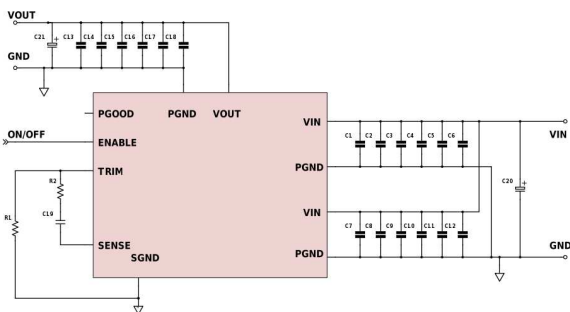 VOUT
C21 + C13 C14 C15 C16 C17 C18
GND
PGOOD PGND VOUT
ON/OFF
ENABLE
TRIM
R2
C19
R1
SENSE
SGND
VIN
C1 C2 C3 C4 C5 C6
VIN
PGND
C20 +
VIN
C7 C8 C9 C10 C11 C12
PGND
GND